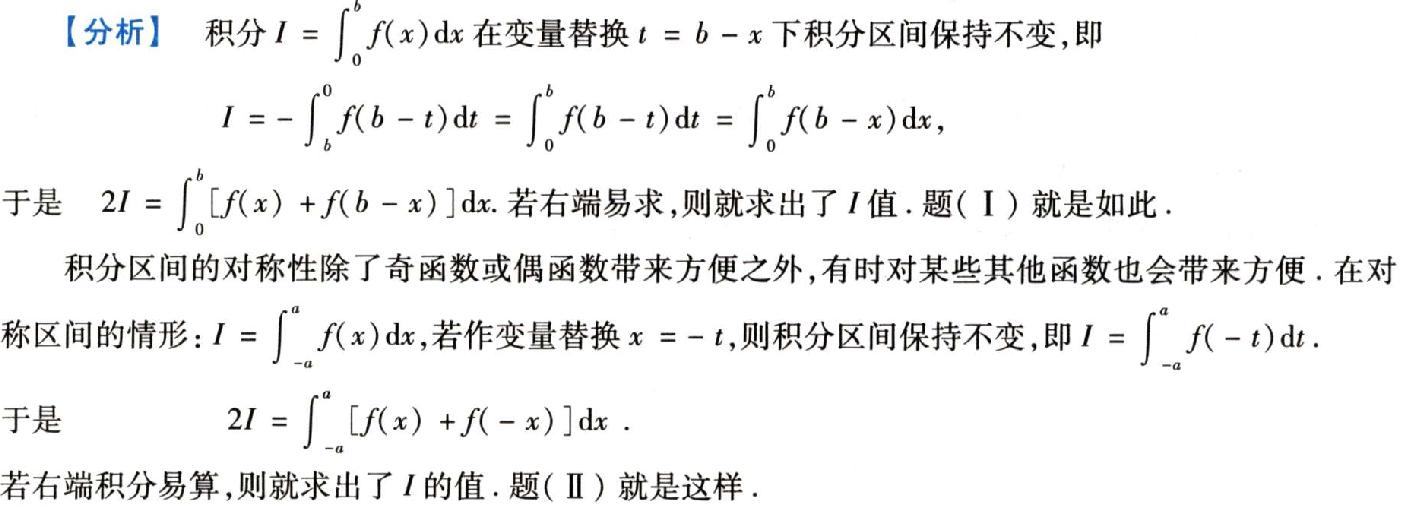 【分析】 积分 $I = \int_0^b f(x)\mathrm{d}x$ 在变量替换 $t = b - x$ 下积分区间保持不变,即
$I = -\int_b^0 f(b-t)\mathrm{d}t = \int_0^b f(b-t)\mathrm{d}t = \int_0^b f(b-x)\mathrm{d}x,$
于是 $2I = \int_0^b [f(x) + f(b-x)]\mathrm{d}x.$ 若右端易求,则就求出了 $I$ 值.题(Ⅰ)就是如此.
积分区间的对称性除了奇函数或偶函数带来方便之外,有时对某些其他函数也会带来方便.在对
称区间的情形: $I = \int_{-a}^a f(x)\mathrm{d}x$,若作变量替换 $x = -t$,则积分区间保持不变,即 $I = \int_{-a}^a f(-t)\mathrm{d}t.$
于是 $2I = \int_{-a}^a [f(x) + f(-x)]\mathrm{d}x.$
若右端积分易算,则就求出了 $I$ 的值.题(Ⅱ)就是这样.